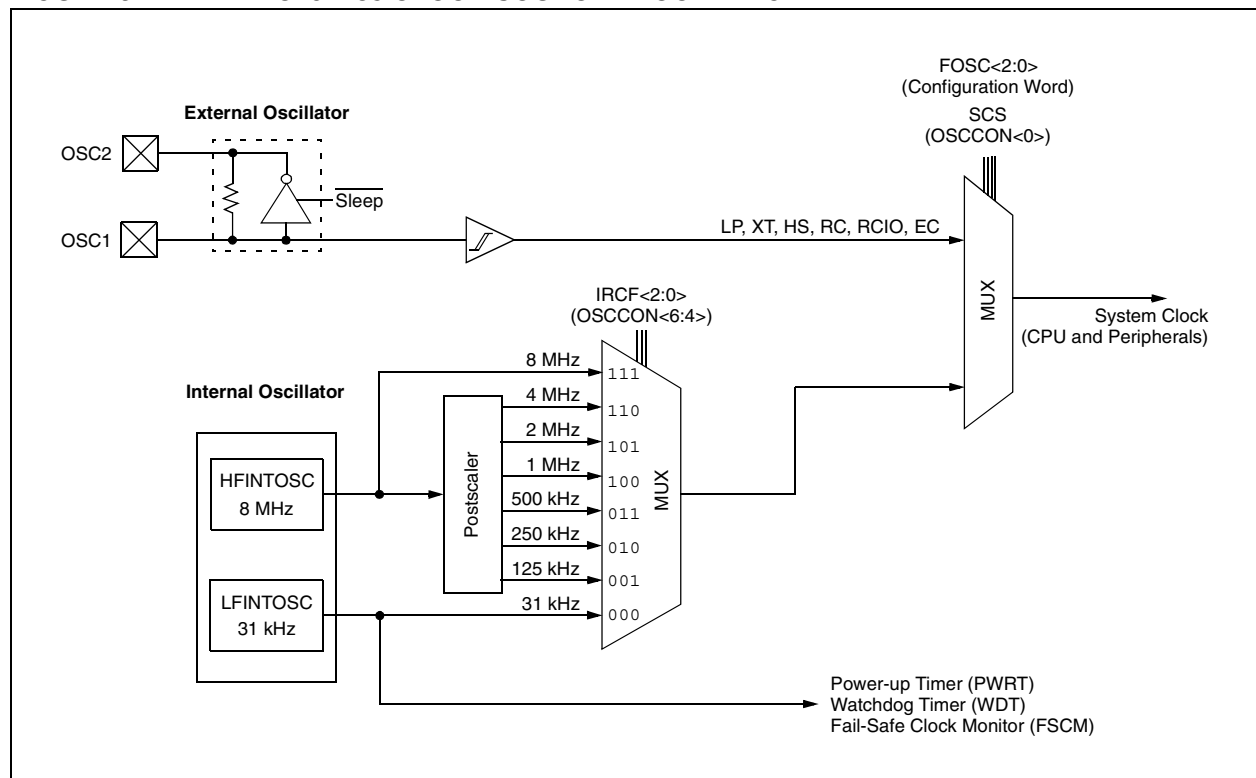 FOSC<2:0>
(Configuration Word)
SCS
(OSCCON<0>)
External Oscillator
OSC2
Sleep
OSC1
LP, XT, HS, RC, RCIO, EC
MUX
System Clock
(CPU and Peripherals)
IRCF<2:0>
(OSCCON<6:4>)
Internal Oscillator
HFINTOSC
8 MHz
LFINTOSC
31 kHz
Postscaler
8 MHz
4 MHz
2 MHz
1 MHz
500 kHz
250 kHz
125 kHz
31 kHz
111
110
101
100
011
010
001
000
MUX
Power-up Timer (PWRT)
Watchdog Timer (WDT)
Fail-Safe Clock Monitor (FSCM)